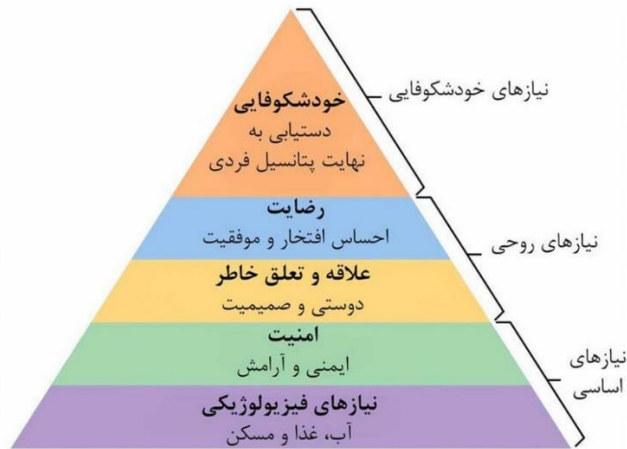 نیازهای خودشکوفایی
خودشکوفایی
دستیابی به
نهایت پتانسیل فردی
رضایت
احساس افتخار و موفقیت
نیازهای روحی
علاقه و تعلق خاطر
دوستی و صمیمیت
امنیت
ایمنی و آرامش
نیازهای
اساسی
نیازهای فیزیولوژیکی
آب، غذا و مسکن